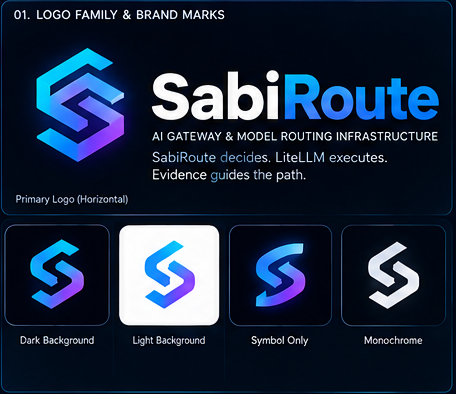 01. LOGO FAMILY & BRAND MARKS
SabiRoute
AI GATEWAY & MODEL ROUTING INFRASTRUCTURE
SabiRoute decides. LiteLLM executes.
Evidence guides the path.
Primary Logo (Horizontal)
Dark Background
Light Background
Symbol Only
Monochrome